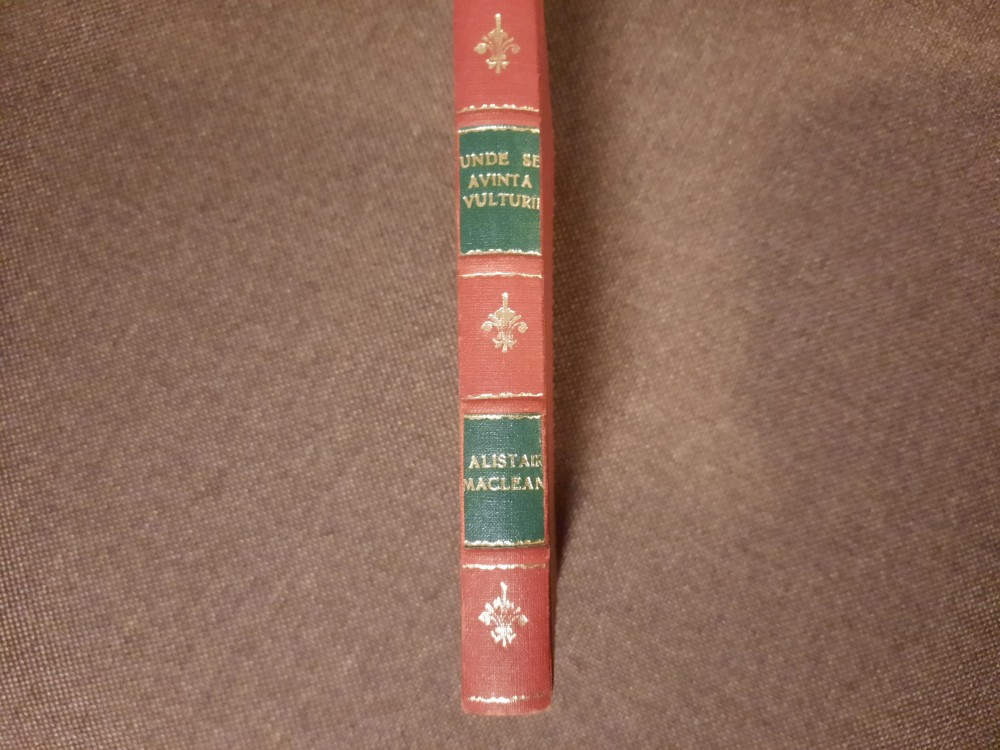 UNDE SE
AVINTA
VULTURII
ALISTAIR
MACLEAN